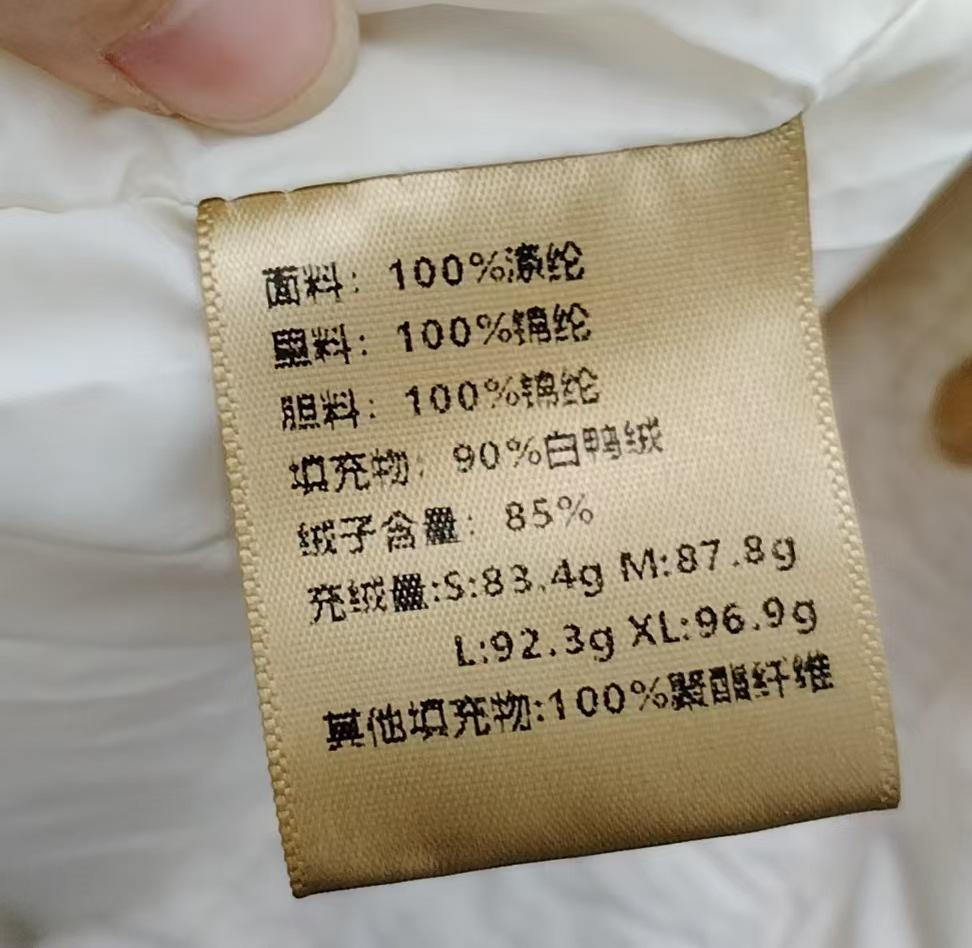 面料：100%涤纶
里料：100%锦纶
胆料：100%锦纶
填充物：90%白鸭绒
绒子含量：85%
充绒量:S:83.4g M:87.8g
L:92.3g XL:96.9g
其他填充物:100%聚酯纤维